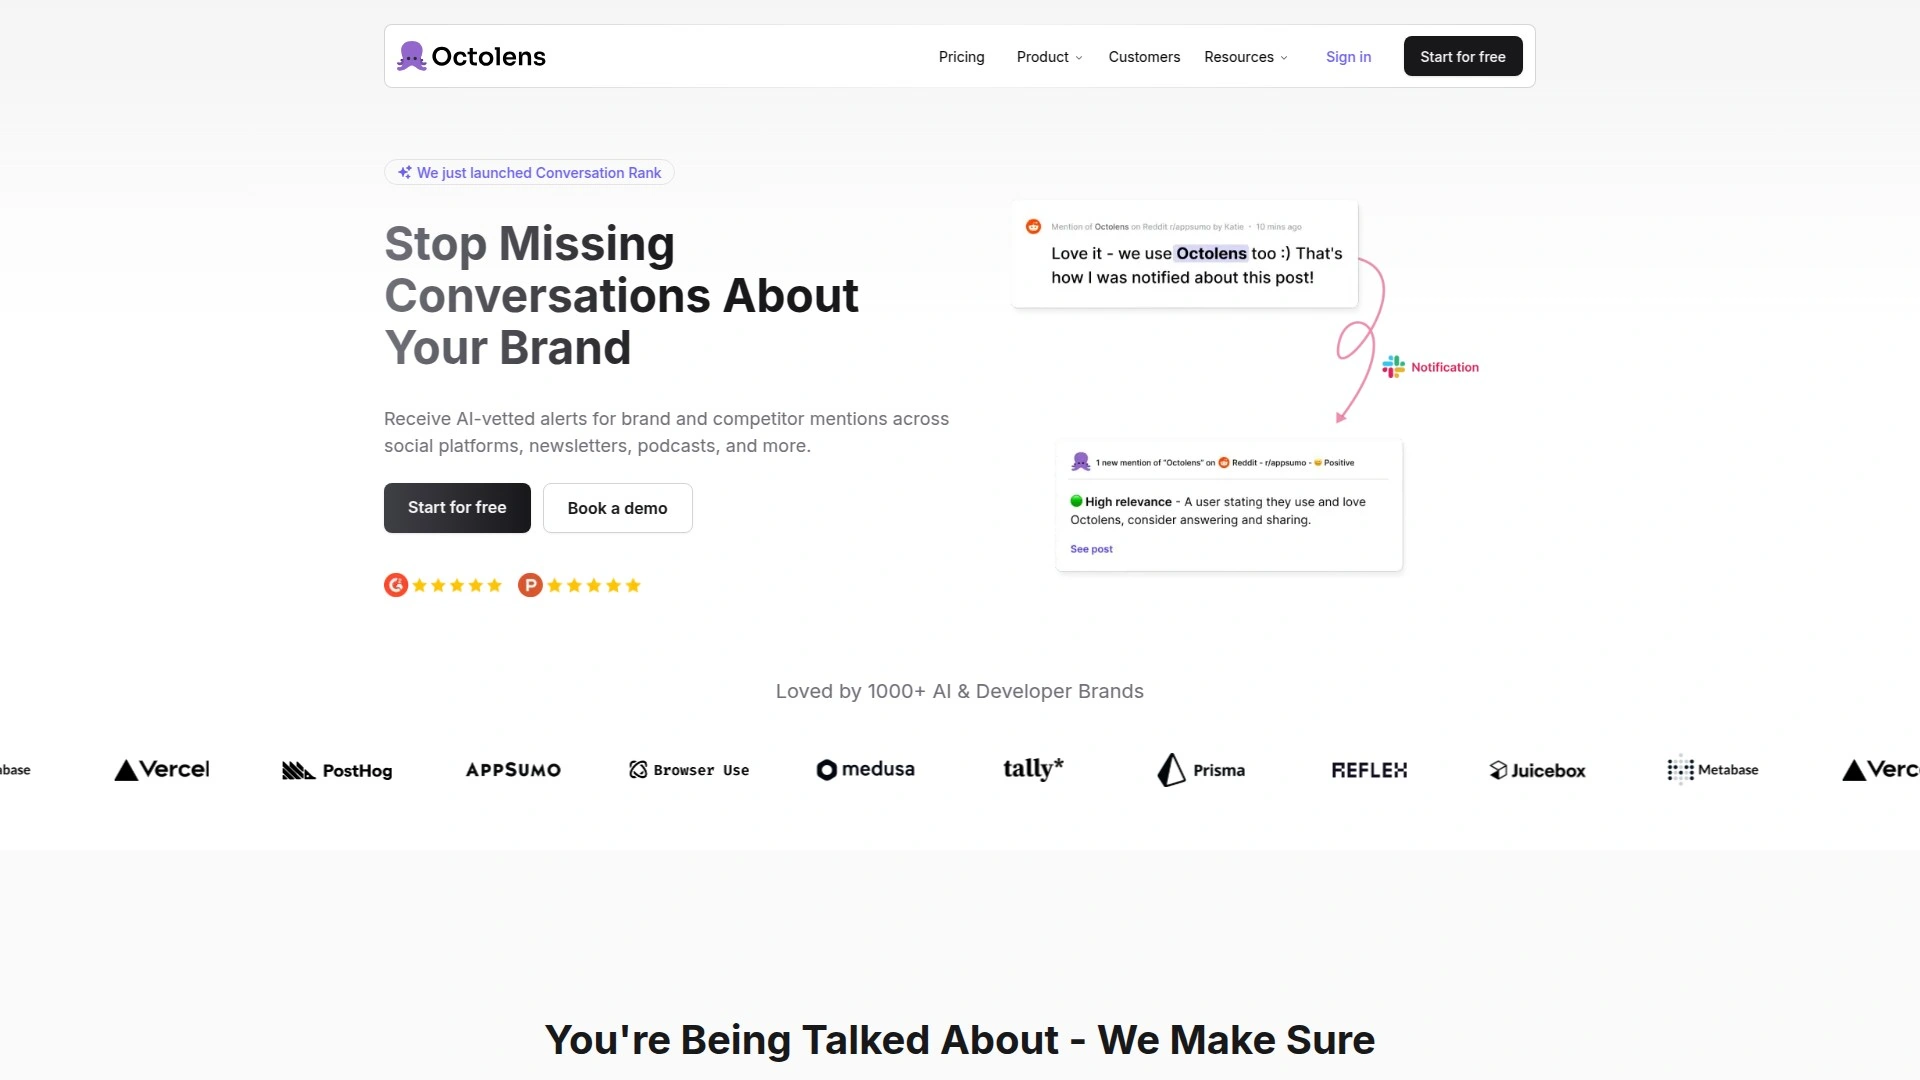 Octolens
Pricing
Product
Customers
Resources
Sign in
Start for free
We just launched Conversation Rank
Stop Missing
Conversations About
Your Brand
Receive AI-vetted alerts for brand and competitor mentions across
social platforms, newsletters, podcasts, and more.
Start for free
Book a demo
Mention of Octolens on Reddit r/appsumo by Katie • 10 mins ago
Love it - we use Octolens too :) That's
how I was notified about this post!
Notification
1 new mention of "Octolens" on Reddit - r/appsumo - 😊 Positive
High relevance - A user stating they use and love
Octolens, consider answering and sharing.
See post
Loved by 1000+ AI & Developer Brands
abase
Vercel
PostHog
APPSUMO
Browser Use
medusa
tally*
Prisma
REFLEX
Juicebox
Metabase
Verc
You're Being Talked About - We Make Sure